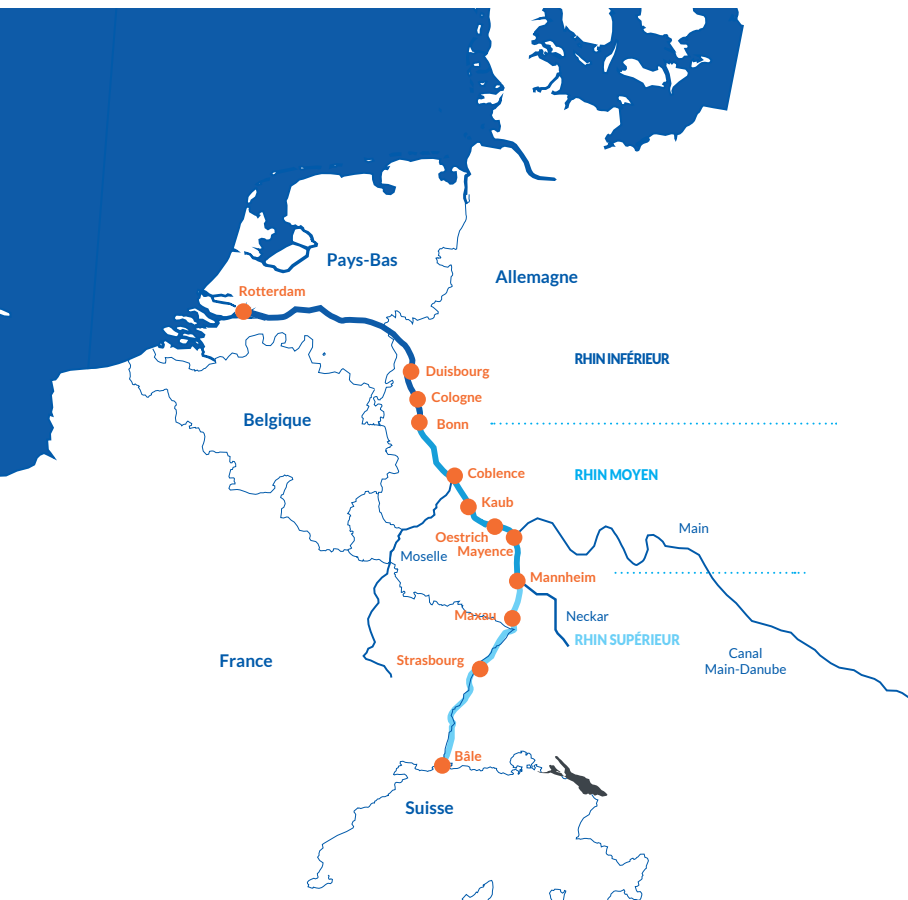 Pays-Bas
Allemagne
Rotterdam
RHIN INFÉRIEUR
Duisbourg
Cologne
Belgique
Bonn
Coblence
RHIN MOYEN
Kaub
Main
Oestrich
Mayence
Moselle
Mannheim
Maxau
Neckar
RHIN SUPÉRIEUR
Canal
Main-Danube
France
Strasbourg
Bâle
Suisse